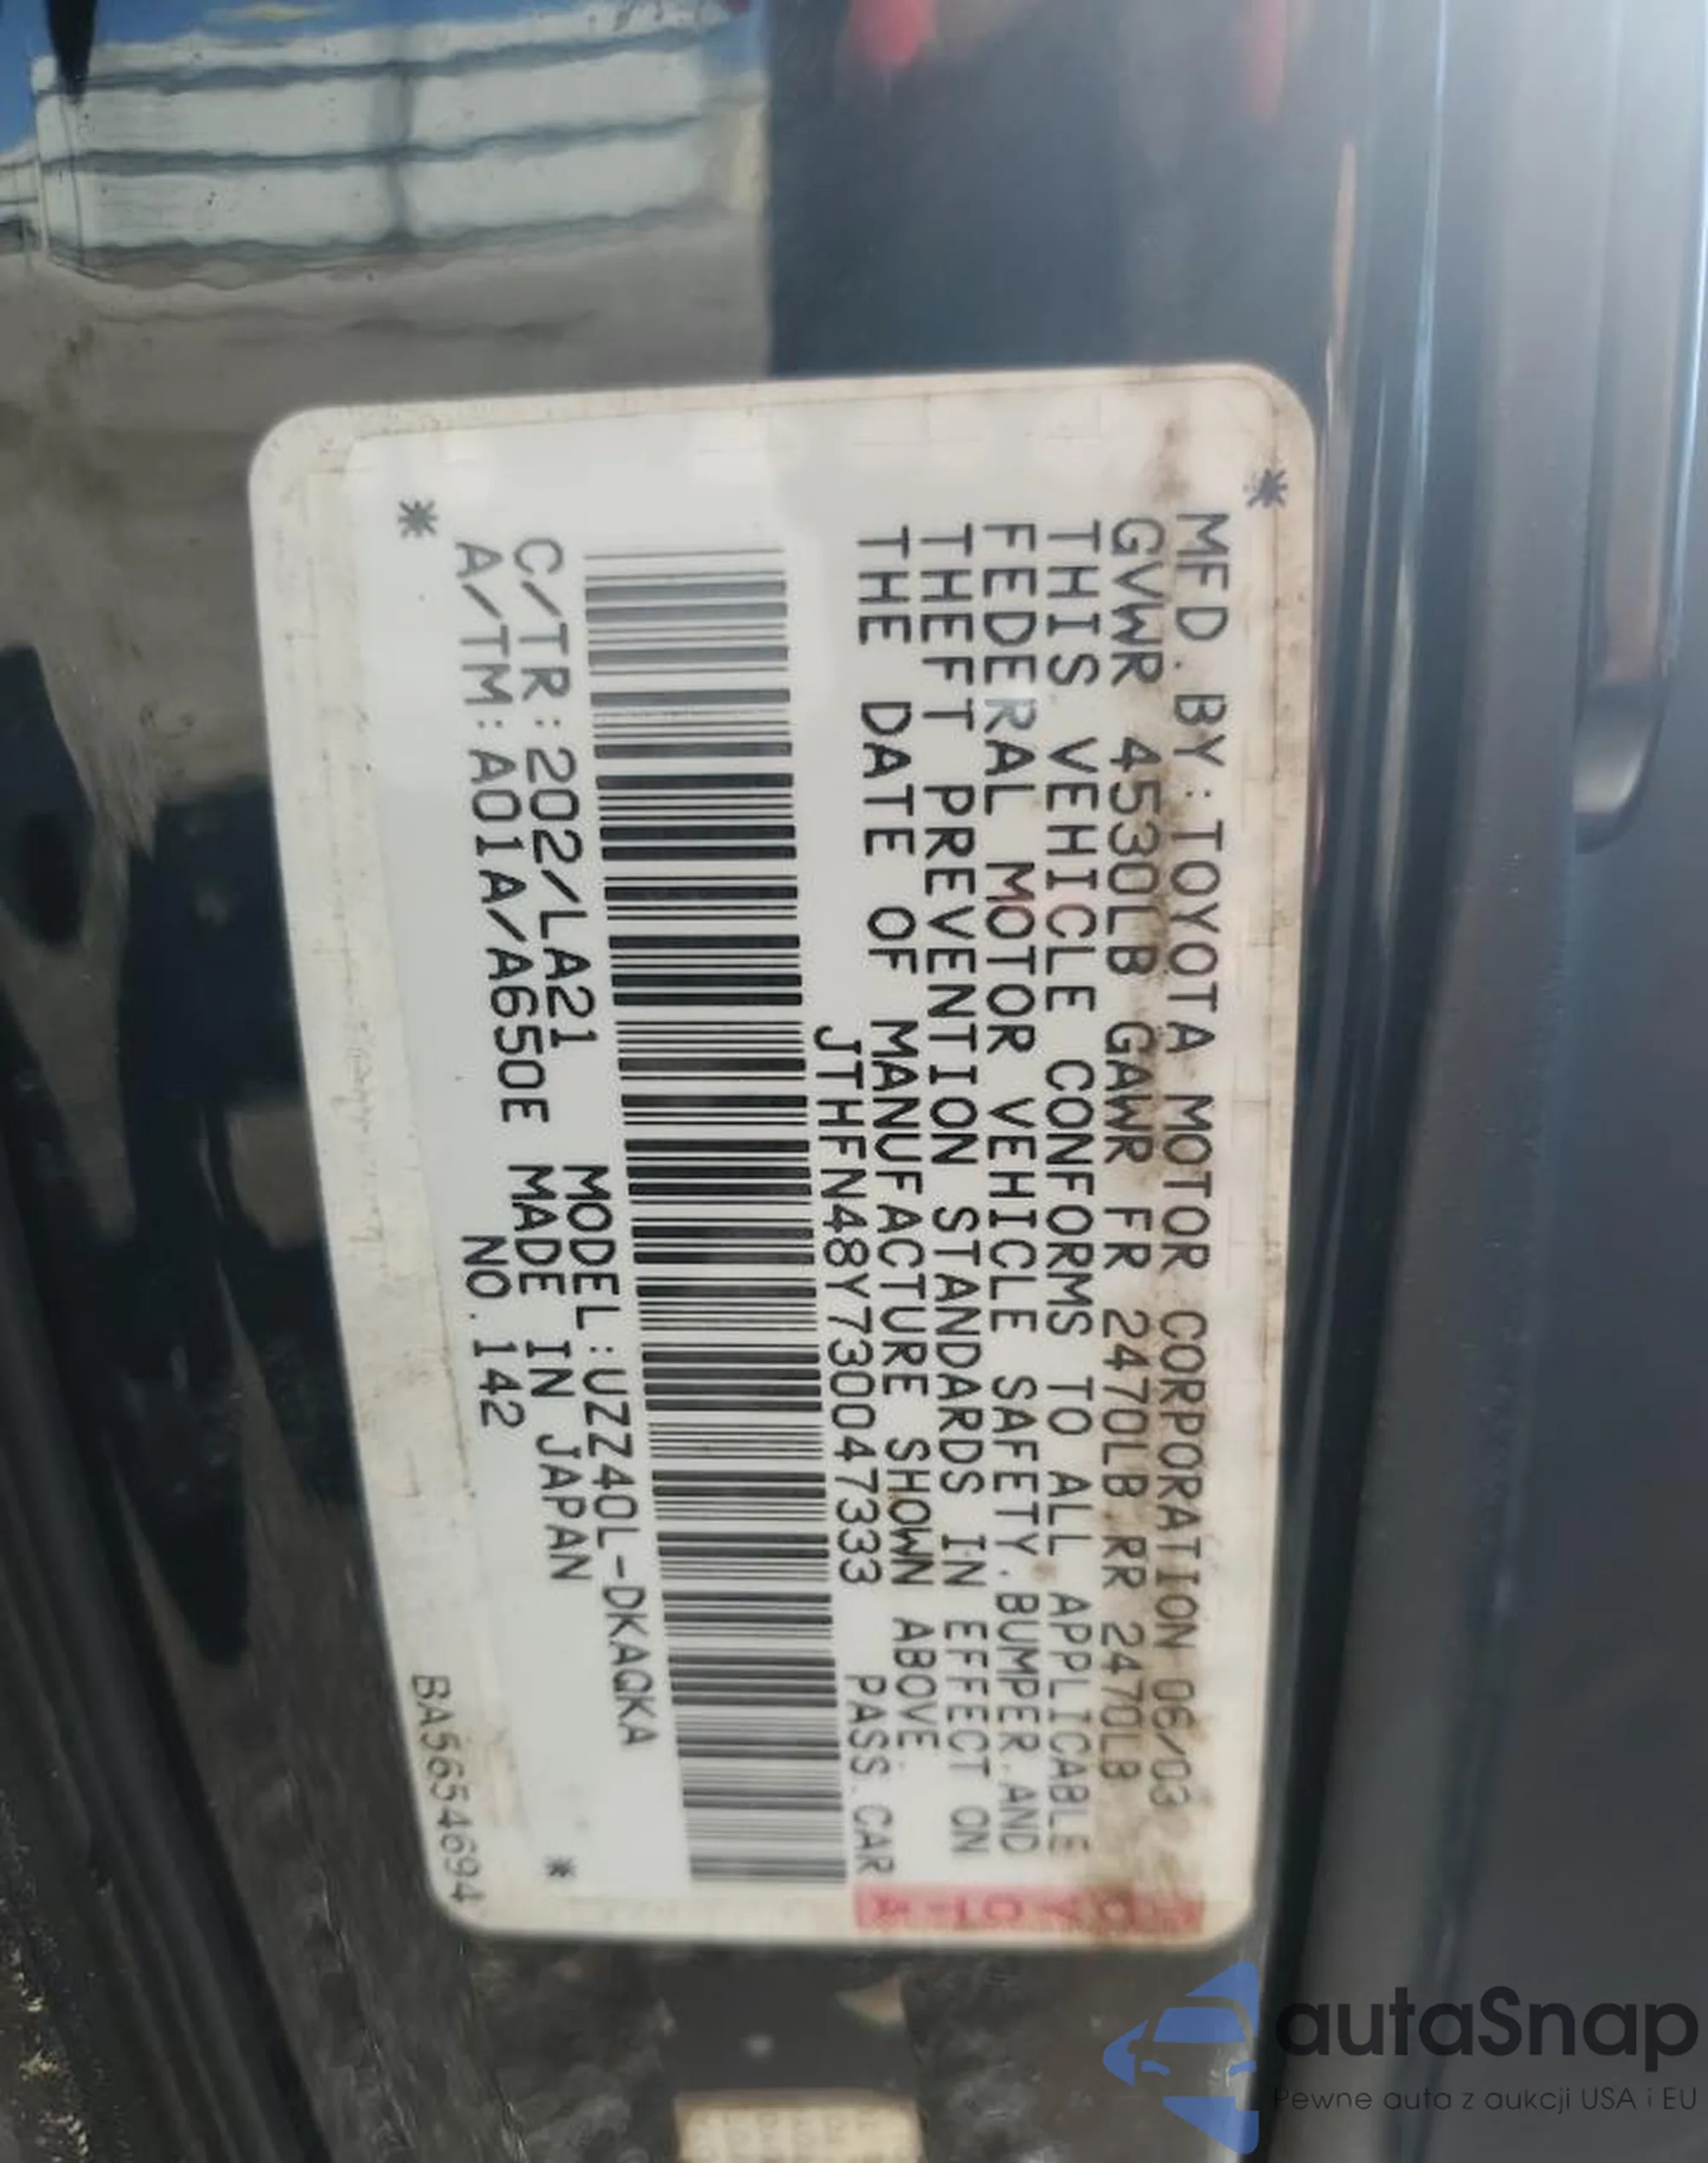 MFD. BY: TOYOTA MOTOR CORPORATION 06/03
GVWR 4530LB GAWR FR 2470LB RR 2470LB
THIS VEHICLE CONFORMS TO ALL APPLICABLE
FEDERAL MOTOR VEHICLE SAFETY. BUMPER. AND
THEFT PREVENTION STANDARDS IN EFFECT ON
THE DATE OF MANUFACTURE SHOWN ABOVE.
JTHFN48Y730047333 PASS. CAR
C/TR: 202/LA21 MODEL: UZZ40L-DKAQKA
A/TM: A01A/A650E MADE IN JAPAN
NO. 142
BA5654694
autaSnap
Pewne auta z aukcji USA i EU